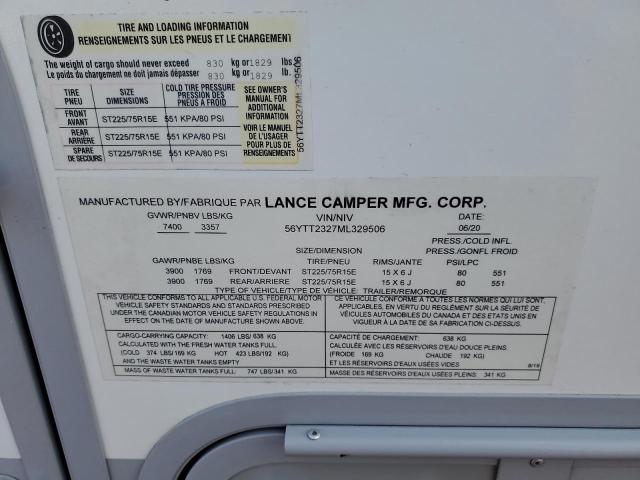 TIRE AND LOADING INFORMATION
RENSEIGNEMENTS SUR LES PNEUS ET LE CHARGEMENT
The weight of cargo should never exceed 830 kg or 1829 lbs.
Le poids du chargement ne doit jamais dépasser 830 kg or 1829 lb.
TIRE PNEU
SIZE DIMENSIONS
COLD TIRE PRESSURE PRESSION DES PNEUS A FROID
FRONT AVANT ST225/75R15E 551 KPA/80 PSI
REAR ARRIÈRE ST225/75R15E 551 KPA/80 PSI
SPARE DE SECOURS ST225/75R15E 551 KPA/80 PSI
SEE OWNER'S
MANUAL FOR
ADDITIONAL
INFORMATION
VOIR LE MANUEL
DE L'USAGER
POUR PLUS DE
RENSEIGNEMENTS
56YTT2327ML329506
MANUFACTURED BY/FABRIQUE PAR LANCE CAMPER MFG. CORP.
GVWR/PNBV LBS/KG VIN/NIV DATE:
7400 3357 56YTT2327ML329506 06/20
PRESS./COLD INFL.
SIZE/DIMENSION PRESS./GONFL FROID
GAWR/PNBE LBS/KG TIRE/PNEU RIMS/JANTE PSI/LPC
3900 1769 FRONT/DEVANT ST225/75R15E 15 X 6 J 80 551
3900 1769 REAR/ARRIERE ST225/75R15E 15 X 6 J 80 551
TYPE OF VEHICLE/TYPE DE VÉHICLE: TRAILER/REMORQUE
THIS VEHICLE CONFORMS TO ALL APPLICABLE U.S. FEDERAL MOTOR
VEHICLE SAFETY STANDARDS AND STANDARDS PRESCRIBED
UNDER THE CANADIAN MOTOR VEHICLE SAFETY REGULATIONS IN
EFFECT ON THE DATE OF MANUFACTURE SHOWN ABOVE.
CE VEHICULE CONFORME A TOUTES LES NORMES QUI LUI SONT
APPLICABLES EN VERTU DU REGLEMENT SUR LA SÉCURITÉ DE
VÉHICULES AUTOMOBILES DU CANADA ET DES ETATS UNIS EN
VIGUEUR A LA DATE DE SA FABRICATION CI-DESSUS.
CARGO-CARRYING CAPACITY: 1406 LBS/ 638 KG
CALCULATED WITH THE FRESH WATER TANKS FULL.
(COLD 374 LBS/169 KG HOT 423 LBS/192 KG)
AND THE WASTE WATER TANKS EMPTY
MASS OF WASTE WATER TANKS FULL: 747 LBS/341 KG
CAPACITÉ DE CHARGEMENT: 638 KG
CALCULÉE AVEC LES RÉSERVOIRS D'EAU DOUCE PLEINS.
(FROIDE 169 KG CHAUDE 192 KG)
ET LES RÉSERVOIRS D'EAUX USÉES VIDES 8/19
MASSE DES RÉSERVOIRS D'EAUX USÉES PLEINS: 341 KG